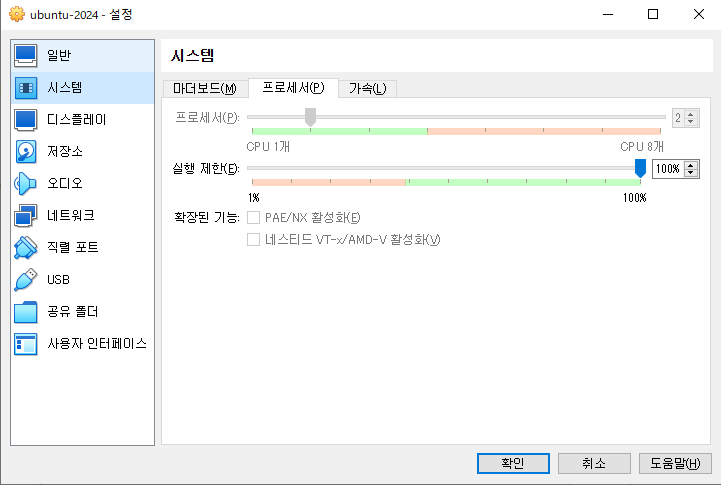 ubuntu-2024 - 설정
일반
시스템
디스플레이
저장소
오디오
네트워크
직렬 포트
USB
공유 폴더
사용자 인터페이스
시스템
마더보드(M) 프로세서(P) 가속(L)
프로세서(P): 2
CPU 1개 CPU 8개
실행 제한(E): 100%
1% 100%
확장된 기능: PAE/NX 활성화(E)
네스티드 VT-x/AMD-V 활성화(V)
확인 취소 도움말(H)